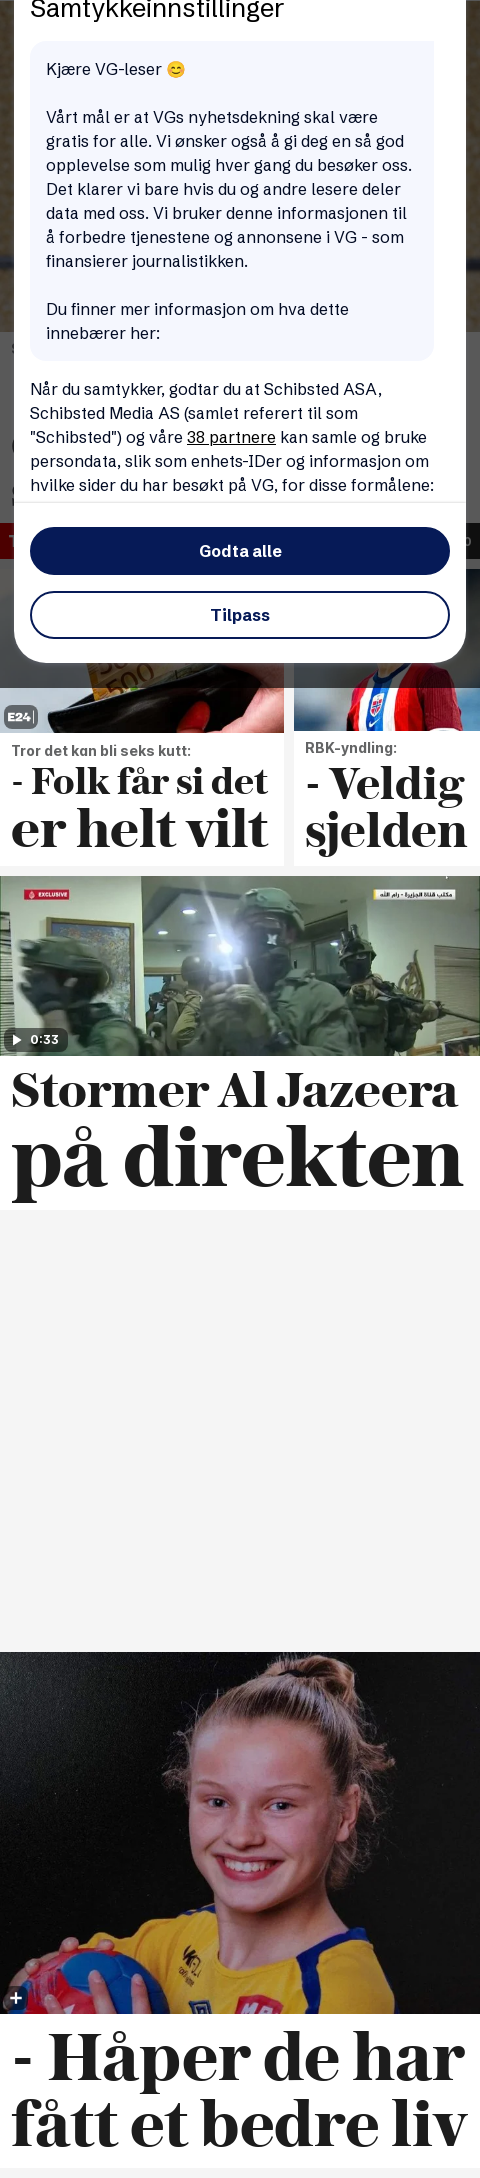 Samtykkeinnstillinger
Kjære VG-leser 😊
Vårt mål er at VGs nyhetsdekning skal være
gratis for alle. Vi ønsker også å gi deg en så god
opplevelse som mulig hver gang du besøker oss.
Det klarer vi bare hvis du og andre lesere deler
data med oss. Vi bruker denne informasjonen til
å forbedre tjenestene og annonsene i VG - som
finansierer journalistikken.
Du finner mer informasjon om hva dette
innebærer her:
Når du samtykker, godtar du at Schibsted ASA,
Schibsted Media AS (samlet referert til som
"Schibsted") og våre 38 partnere kan samle og bruke
persondata, slik som enhets-IDer og informasjon om
hvilke sider du har besøkt på VG, for disse formålene:
Godta alle
Tilpass
500
E24
Tror det kan bli seks kutt:
- Folk får si det
er helt vilt
RBK-yndling:
- Veldig
sjelden
EXCLUSIVE
مكتب قناة الجزيرة - رام الله
0:33
Stormer Al Jazeera
på direkten
- Håper de har
fått et bedre liv